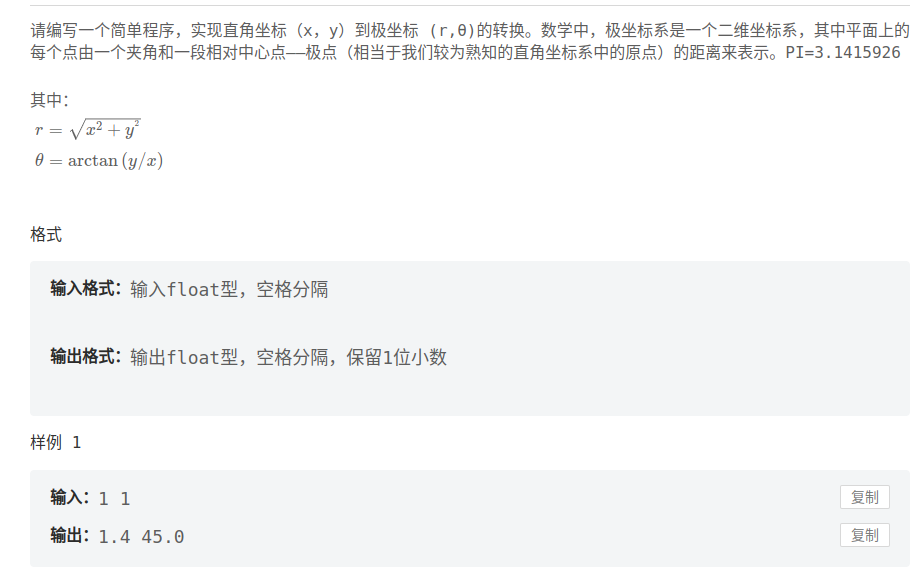 请编写一个简单程序，实现直角坐标（x，y）到极坐标 (r,θ)的转换。数学中，极坐标系是一个二维坐标系，其中平面上的
每个点由一个夹角和一段相对中心点——极点（相当于我们较为熟知的直角坐标系中的原点）的距离来表示。PI=3.1415926
其中：
r = √x² + y²
θ = arctan (y/x)
格式
输入格式：输入float型，空格分隔
输出格式：输出float型，空格分隔，保留1位小数
样例 1
输入：1 1 复制
输出：1.4 45.0 复制